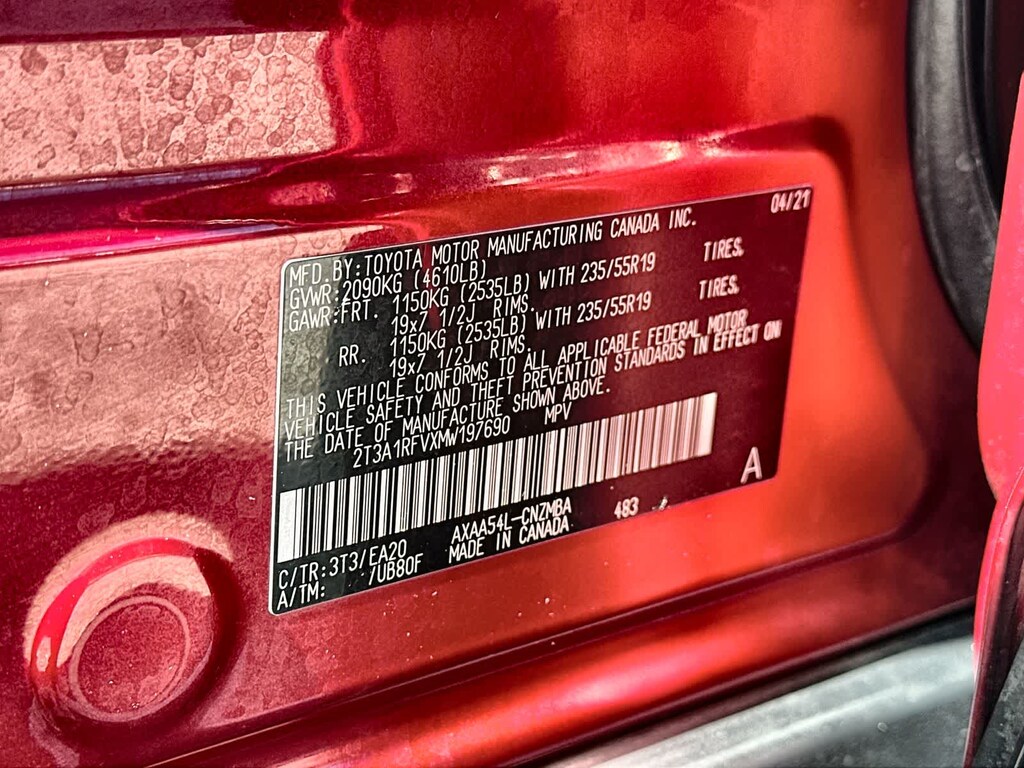 04/21
MFD.BY:TOYOTA MOTOR MANUFACTURING CANADA INC.
GVWR:2090KG (4610LB)
GAWR:FRT. 1150KG (2535LB) WITH 235/55R19 TIRES,
19x7 1/2J RIMS.
RR. 1150KG (2535LB) WITH 235/55R19 TIRES,
19x7 1/2J RIMS.
THIS VEHICLE CONFORMS TO ALL APPLICABLE FEDERAL MOTOR
VEHICLE SAFETY AND THEFT PREVENTION STANDARDS IN EFFECT ON
THE DATE OF MANUFACTURE SHOWN ABOVE.
2T3A1RFVXMW197690 MPV
A
C/TR:3T3/EA20 AXAA54L-CNZMBA 483
A/TM: /UB80F MADE IN CANADA